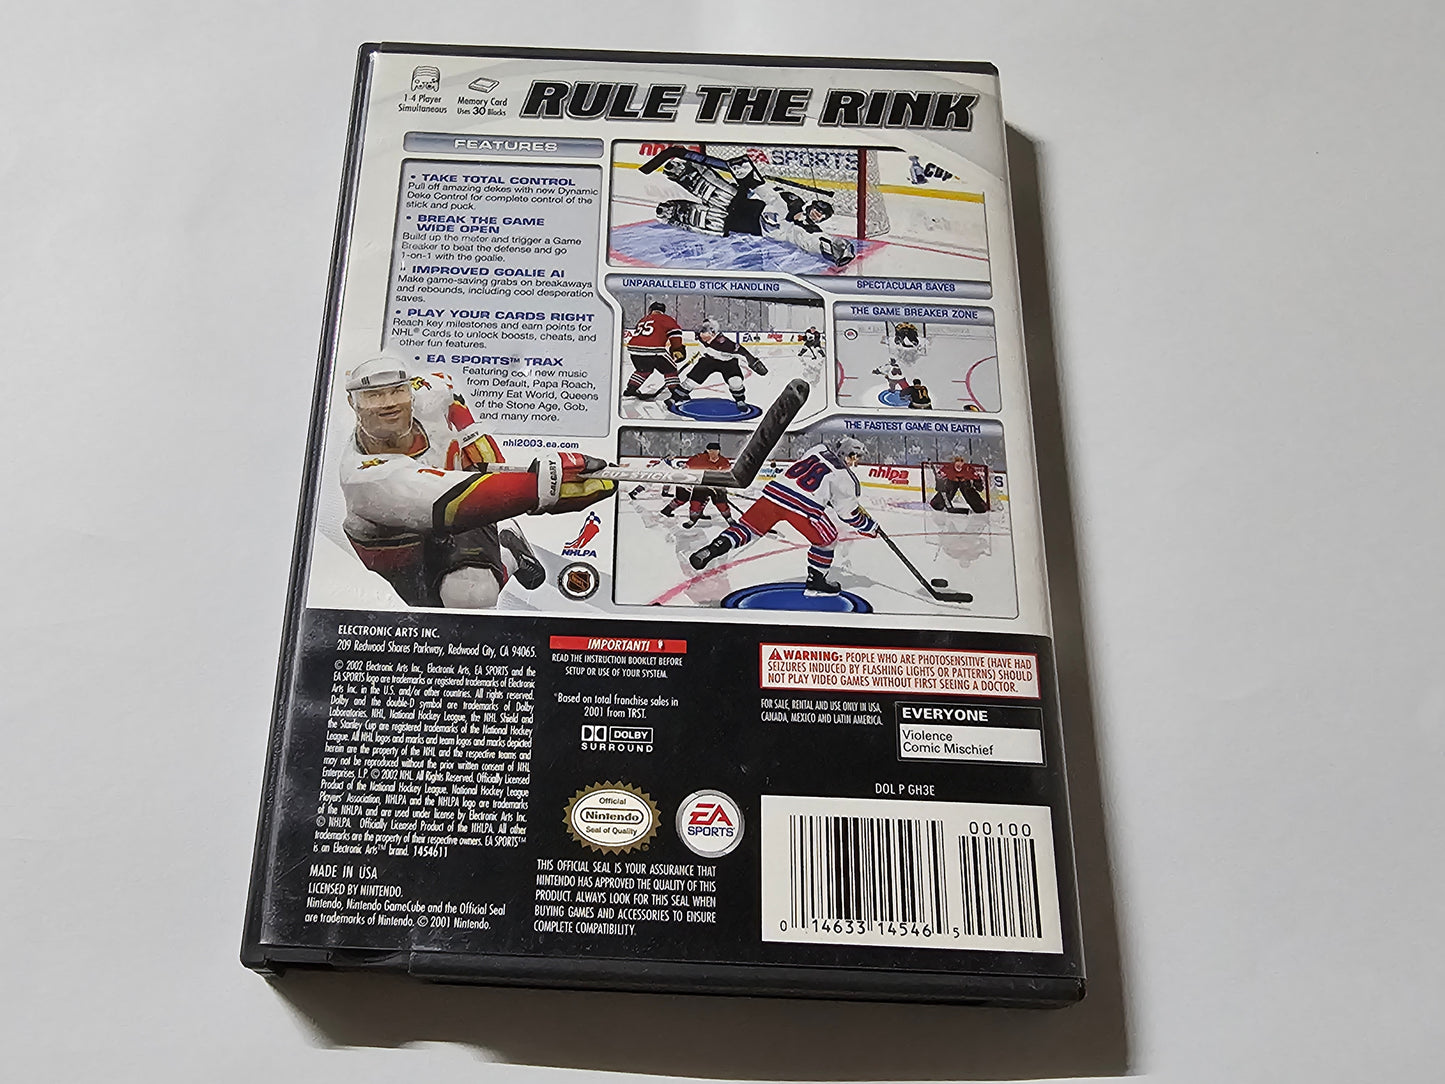 1-4 Player
Simultaneous
Memory Card
Uses 30 Blocks
RULE THE RINK
FEATURES
• TAKE TOTAL CONTROL
Pull off amazing dekes with new Dynamic
Deke Control for complete control of the
stick and puck.
• BREAK THE GAME
WIDE OPEN
Build up the meter and trigger a Game
Breaker to beat the defense and go
1-on-1 with the goalie.
• IMPROVED GOALIE AI
Make game-saving grabs on breakaways
and rebounds, including cool desperation
saves.
• PLAY YOUR CARDS RIGHT
Reach key milestones and earn points for
NHL® Cards to unlock boosts, cheats, and
other fun features.
• EA SPORTS™ TRAX
Featuring cool new music
from Default, Papa Roach,
Jimmy Eat World, Queens
of the Stone Age, Gob,
and many more.
nhl2003.ea.com
EA SPORTS
CUP
UNPARALLELED STICK HANDLING
SPECTACULAR SAVES
55
EA
THE GAME BREAKER ZONE
THE FASTEST GAME ON EARTH
88
nhlpa
.com
CALGARY
NHLPA
ELECTRONIC ARTS INC.
209 Redwood Shores Parkway, Redwood City, CA 94065.
© 2002 Electronic Arts Inc. Electronic Arts, EA SPORTS and the
EA SPORTS logo are trademarks or registered trademarks of Electronic
Arts Inc. in the U.S. and/or other countries. All rights reserved.
Dolby and the double-D symbol are trademarks of Dolby
Laboratories. NHL, National Hockey League, the NHL Shield and
the Stanley Cup are registered trademarks of the National Hockey
League. All NHL logos and marks and team logos and marks depicted
herein are the property of the NHL and the respective teams and
may not be reproduced without the prior written consent of NHL
Enterprises, L.P. © 2002 NHL. All Rights Reserved. Officially Licensed
Product of the National Hockey League. National Hockey League
Players' Association, NHLPA and the NHLPA logo are trademarks
of the NHLPA and are used under license by Electronic Arts Inc.
© NHLPA. Officially Licensed Product of the NHLPA. All other
trademarks are the property of their respective owners. EA SPORTS™
is an Electronic Arts™ brand. 1454611
MADE IN USA
LICENSED BY NINTENDO.
Nintendo, Nintendo GameCube and the Official Seal
are trademarks of Nintendo. © 2001 Nintendo.
IMPORTANT!
READ THE INSTRUCTION BOOKLET BEFORE
SETUP OR USE OF YOUR SYSTEM.
*Based on total franchise sales in
2001 from TRST.
DOLBY
SURROUND
Official
Nintendo
Seal of Quality
EA
SPORTS™
THIS OFFICIAL SEAL IS YOUR ASSURANCE THAT
NINTENDO HAS APPROVED THE QUALITY OF THIS
PRODUCT. ALWAYS LOOK FOR THIS SEAL WHEN
BUYING GAMES AND ACCESSORIES TO ENSURE
COMPLETE COMPATIBILITY.
WARNING: PEOPLE WHO ARE PHOTOSENSITIVE (HAVE HAD
SEIZURES INDUCED BY FLASHING LIGHTS OR PATTERNS) SHOULD
NOT PLAY VIDEO GAMES WITHOUT FIRST SEEING A DOCTOR.
FOR SALE, RENTAL AND USE ONLY IN USA,
CANADA, MEXICO AND LATIN AMERICA.
EVERYONE
Violence
Comic Mischief
DOL P GH3E
00100
0 14633 14546 5